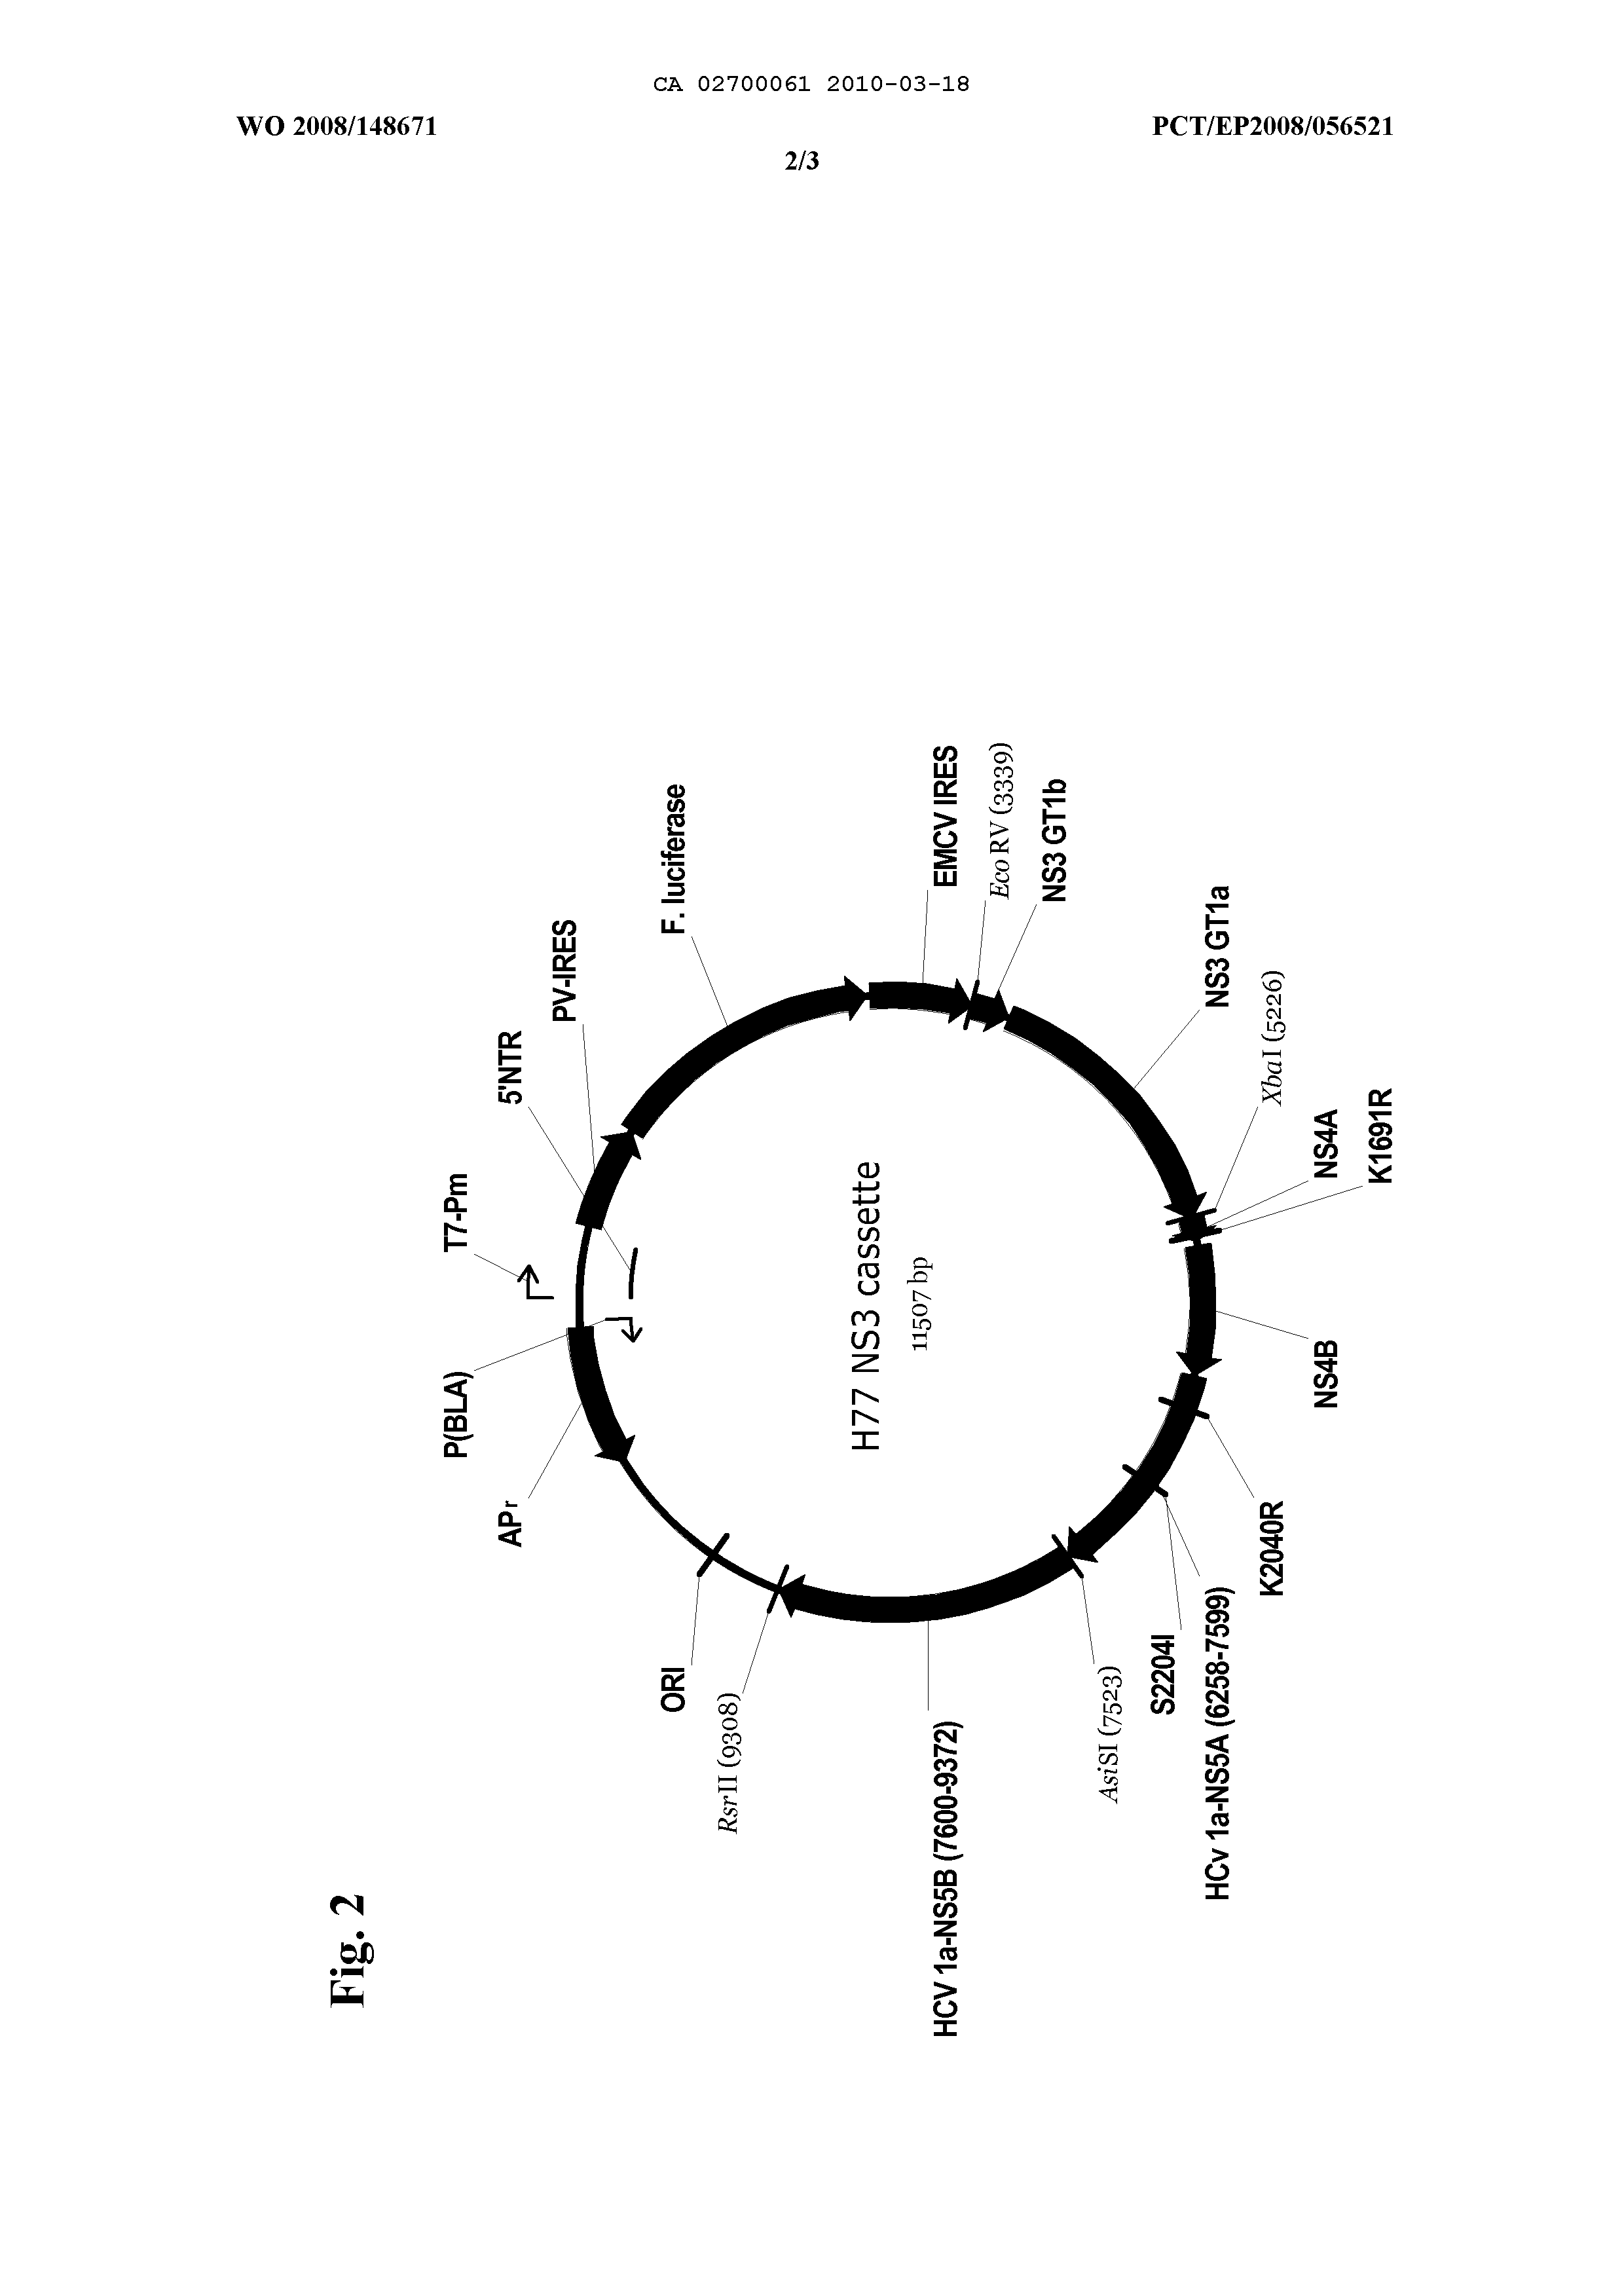 CA 02700061 2010-03-18
WO 2008/148671
PCT/EP2008/056521
2/3
Fig. 2
T7-Pm
5'NTR
PV-IRES
F. luciferase
EMCV IRES
EcoRV (3339)
NS3 GT1b
NS3 GT1a
XbaI (5226)
NS4A
K1691R
NS4B
K2040R
HCv 1a-NS5A (6258-7599)
S2204I
AsiSI (7523)
HCV 1a-NS5B (7600-9372)
RsrII (9308)
ORI
APr
P(BLA)
H77 NS3 cassette
11507 bp